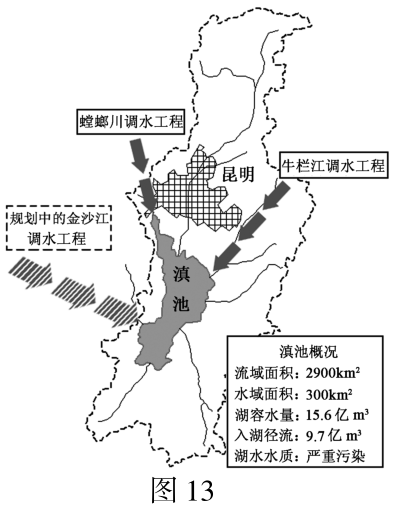 螳螂川调水工程
昆明
牛栏江调水工程
规划中的金沙江
调水工程
滇
池
滇池概况
流域面积：2900km²
水域面积：300km²
湖容水量：15.6亿m³
入湖径流：9.7亿m³
湖水水质：严重污染
图13